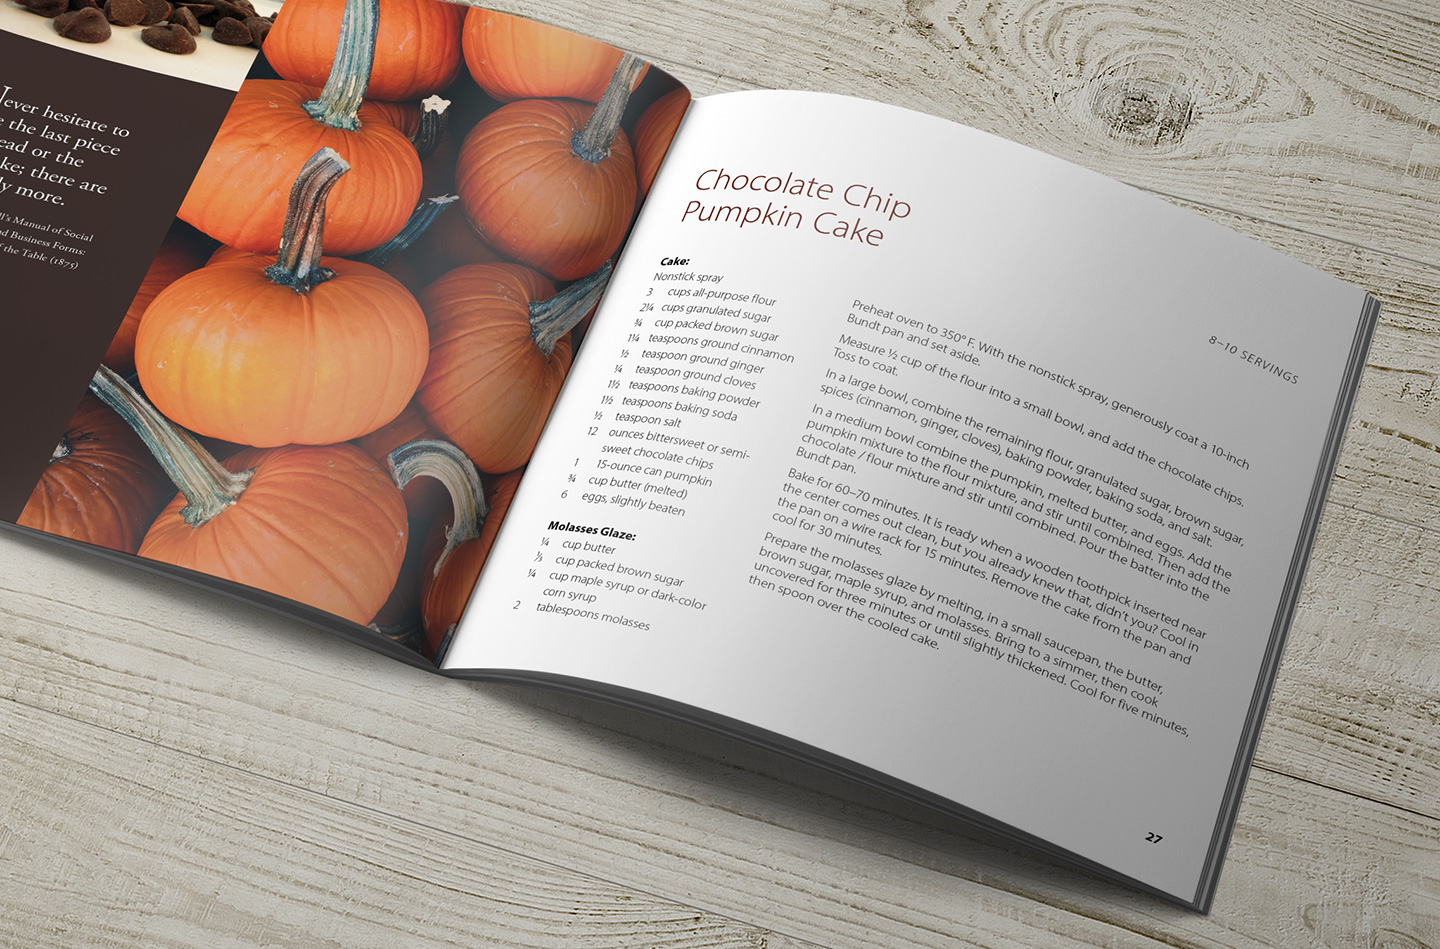 ever hesitate to
the last piece
or the
there are
more.
Manual of Social
Business Forms:
the Table (1875)
Chocolate Chip
Pumpkin Cake
8–10 SERVINGS
Cake:
Nonstick spray
3 cups all-purpose flour
2¼ cups granulated sugar
¾ cup packed brown sugar
1¼ teaspoons ground cinnamon
½ teaspoon ground ginger
¼ teaspoon ground cloves
1½ teaspoons baking powder
1½ teaspoons baking soda
½ teaspoon salt
12 ounces bittersweet or semi-
sweet chocolate chips
1 15-ounce can pumpkin
¾ cup butter (melted)
6 eggs, slightly beaten
Molasses Glaze:
¼ cup butter
⅓ cup packed brown sugar
¼ cup maple syrup or dark-color
corn syrup
2 tablespoons molasses
Preheat oven to 350° F. With the nonstick spray, generously coat a 10-inch
Bundt pan and set aside.
Measure ½ cup of the flour into a small bowl, and add the chocolate chips.
Toss to coat.
In a large bowl, combine the remaining flour, granulated sugar, brown sugar,
spices (cinnamon, ginger, cloves), baking powder, baking soda, and salt.
In a medium bowl combine the pumpkin, melted butter, and eggs. Add the
pumpkin mixture to the flour mixture, and stir until combined. Then add the
chocolate / flour mixture and stir until combined. Pour the batter into the
Bundt pan.
Bake for 60–70 minutes. It is ready when a wooden toothpick inserted near
the center comes out clean, but you already knew that, didn't you? Cool in
the pan on a wire rack for 15 minutes. Remove the cake from the pan and
cool for 30 minutes.
Prepare the molasses glaze by melting, in a small saucepan, the butter,
brown sugar, maple syrup, and molasses. Bring to a simmer, then cook
uncovered for three minutes or until slightly thickened. Cool for five minutes,
then spoon over the cooled cake.
27